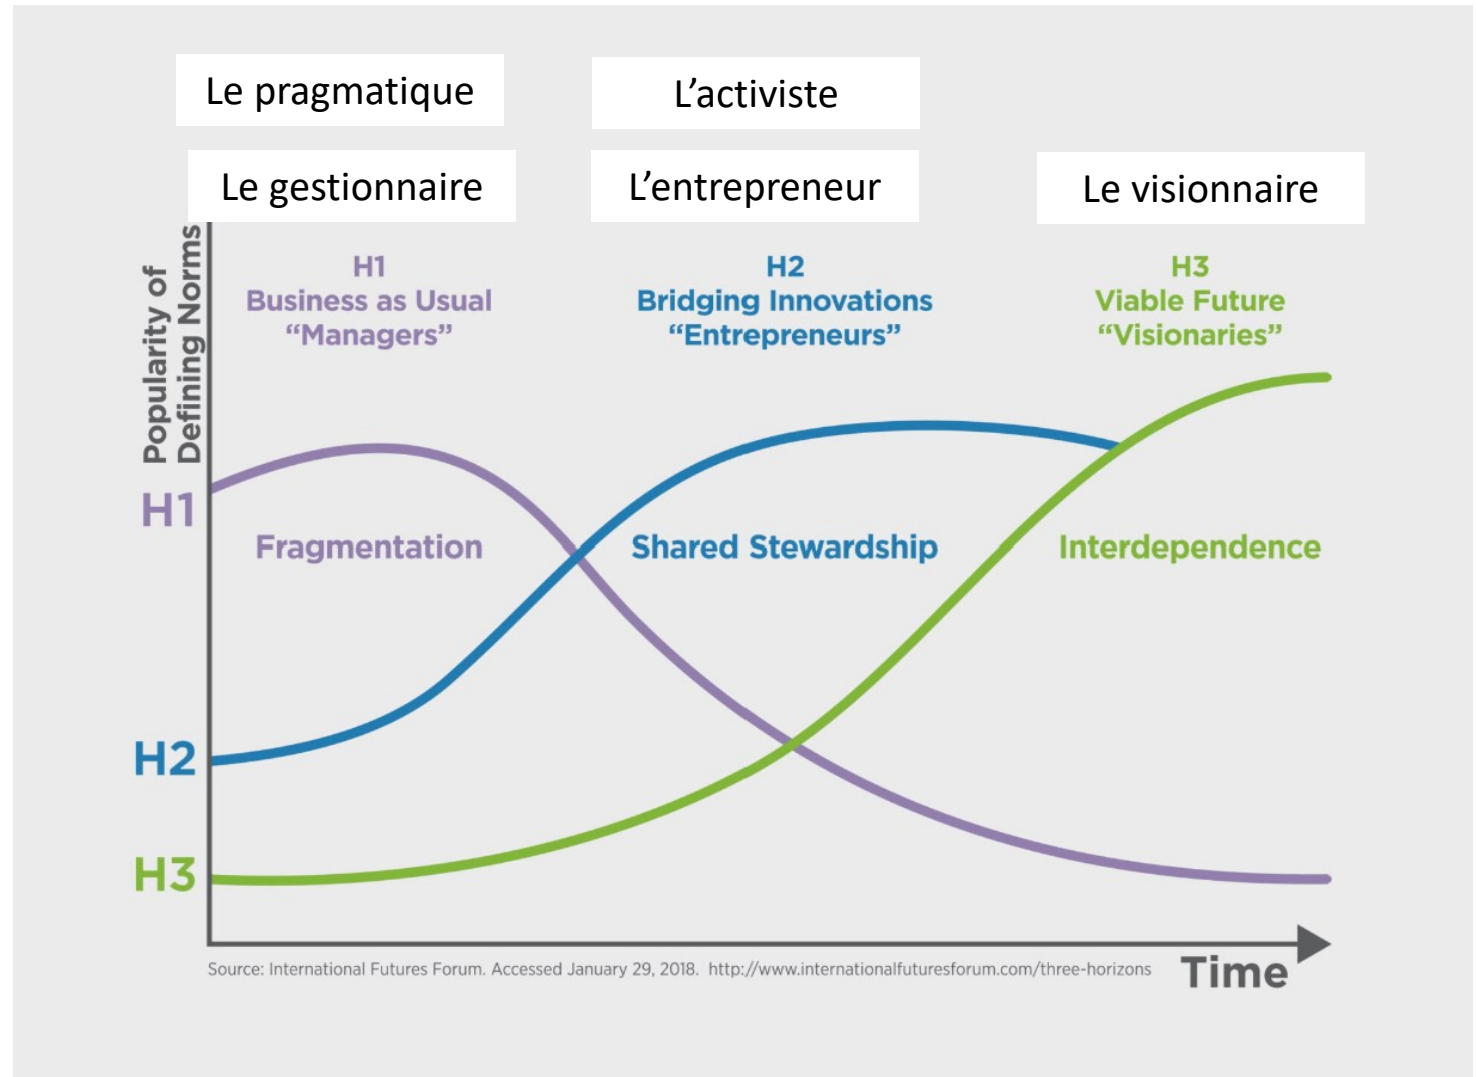 Le pragmatique
L’activiste
Le gestionnaire
L’entrepreneur
Le visionnaire
Popularity of
Defining Norms
H1
Business as Usual
“Managers”
H2
Bridging Innovations
“Entrepreneurs”
H3
Viable Future
“Visionaries”
H1
Fragmentation
Shared Stewardship
Interdependence
H2
H3
Source: International Futures Forum. Accessed January 29, 2018. http://www.internationalfuturesforum.com/three-horizons
Time